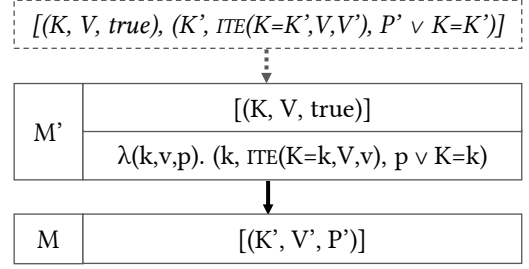 [(K, V, true), (K’, ITE(K=K’,V,V’), P’ ∨ K=K’)]
M’
[(K, V, true)]
λ(k,v,p). (k, ITE(K=k,V,v), p ∨ K=k)
M
[(K’, V’, P’)]